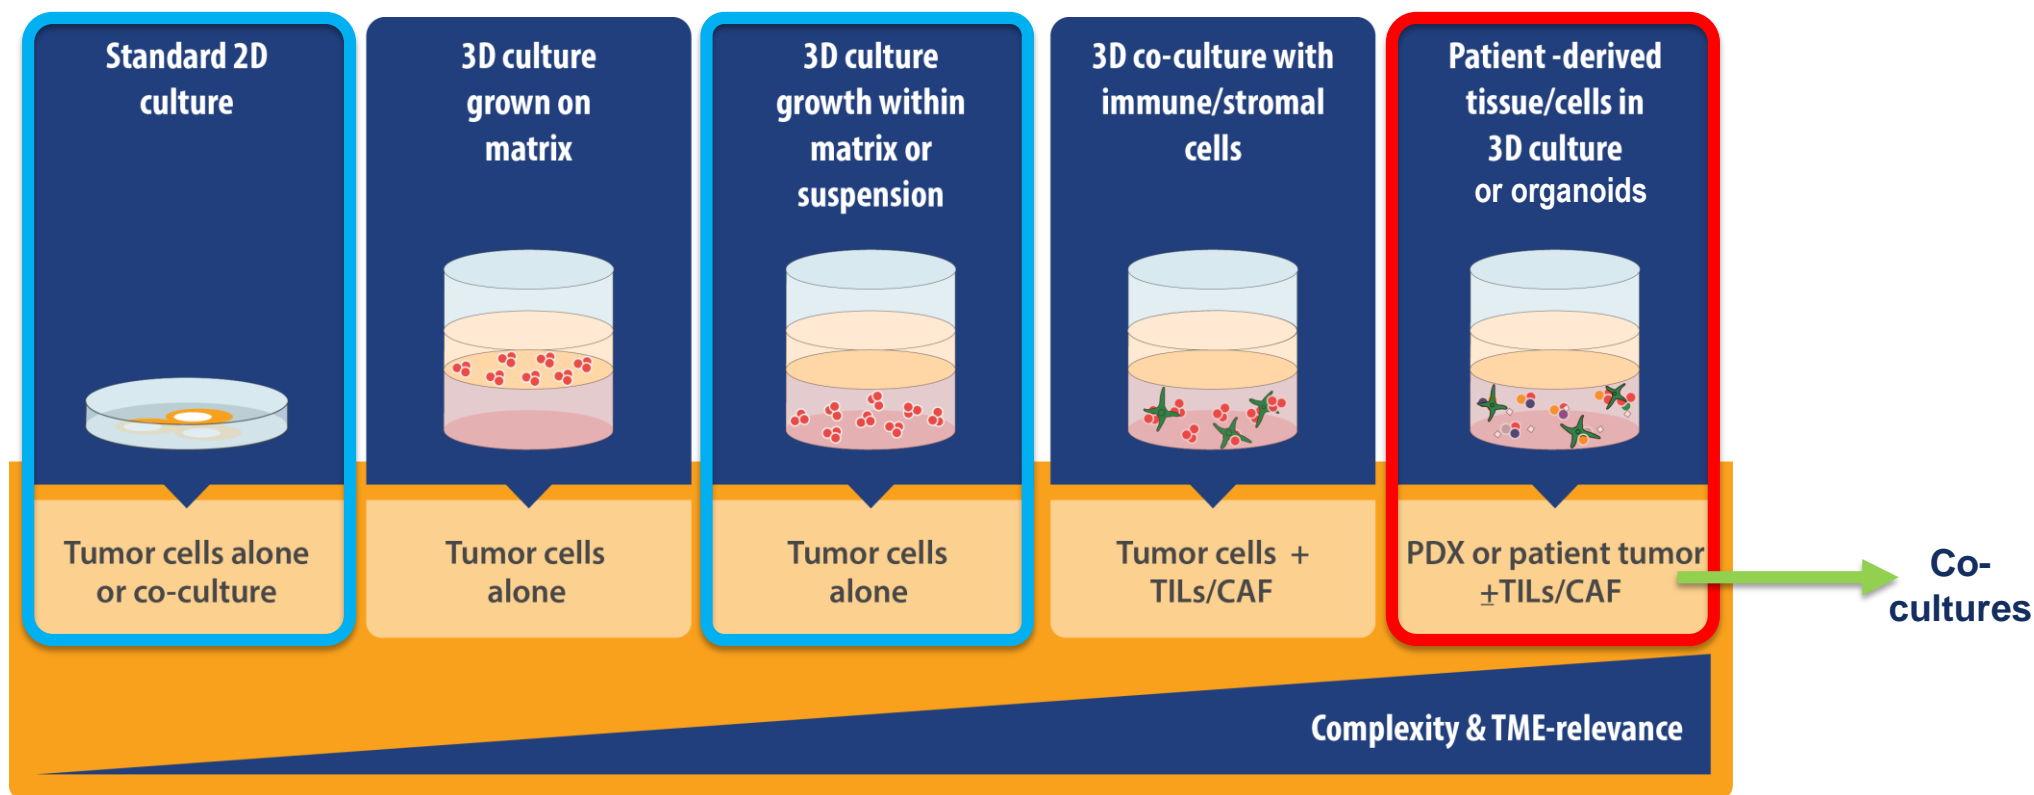 Standard 2D
culture
3D culture
grown on
matrix
3D culture
growth within
matrix or
suspension
3D co-culture with
immune/stromal
cells
Patient -derived
tissue/cells in
3D culture
or organoids
Tumor cells alone
or co-culture
Tumor cells
alone
Tumor cells
alone
Tumor cells +
TILs/CAF
PDX or patient tumor
±TILs/CAF
Co-
cultures
Complexity & TME-relevance